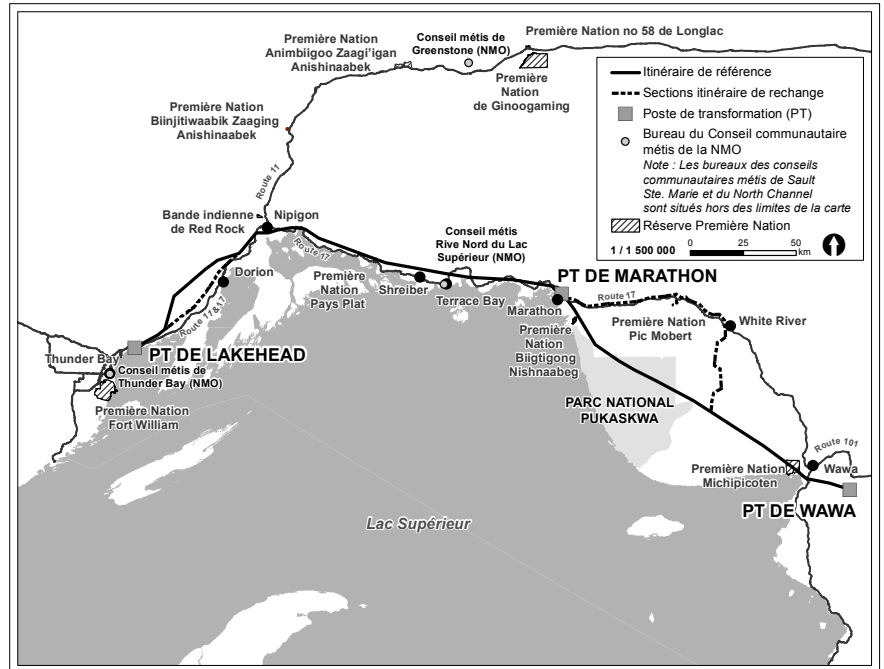 Première Nation no 58 de Longlac
Conseil métis de
Greenstone (NMO)
Première Nation
Animbiigoo Zaagi'igan
Anishinaabek
Première
Nation
de Ginoogaming
Première Nation
Biinjitiwaabik Zaaging
Anishinaabek
Itinéraire de référence
Sections itinéraire de rechange
Poste de transformation (PT)
Bureau du Conseil communautaire
métis de la NMO
Note : Les bureaux des conseils
communautaires métis de Sault
Ste. Marie et du North Channel
sont situés hors des limites de la carte
Réserve Première Nation
1 / 1 500 000
0 25 50
km
Route 11
Bande indienne
de Red Rock
Nipigon
Route 17
Conseil métis
Rive Nord du Lac
Supérieur (NMO)
Dorion
Première
Nation
Pays Plat
Shreiber
Terrace Bay
PT DE MARATHON
Marathon
Route 17
Première Nation
Pic Mobert
White River
Première
Nation
Biigtigong
Nishnaabeg
Route 11 & 17
Thunder Bay
PT DE LAKEHEAD
Conseil métis de
Thunder Bay (NMO)
Première Nation
Fort William
PARC NATIONAL
PUKASKWA
Route 101
Première Nation
Michipicoten
Wawa
PT DE WAWA
Lac Supérieur